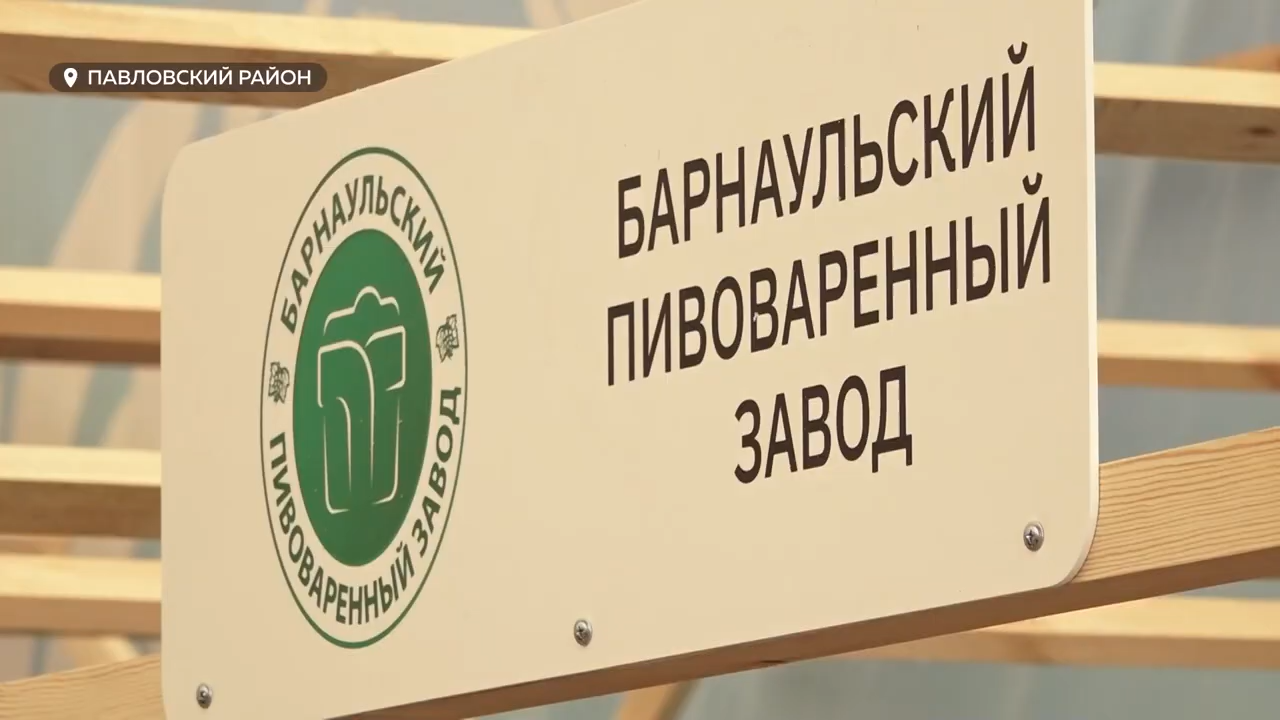 ПАВЛОВСКИЙ РАЙОН
БАРНАУЛЬСКИЙ
ПИВОВАРЕННЫЙ ЗАВОД
БАРНАУЛЬСКИЙ
ПИВОВАРЕННЫЙ
ЗАВОД